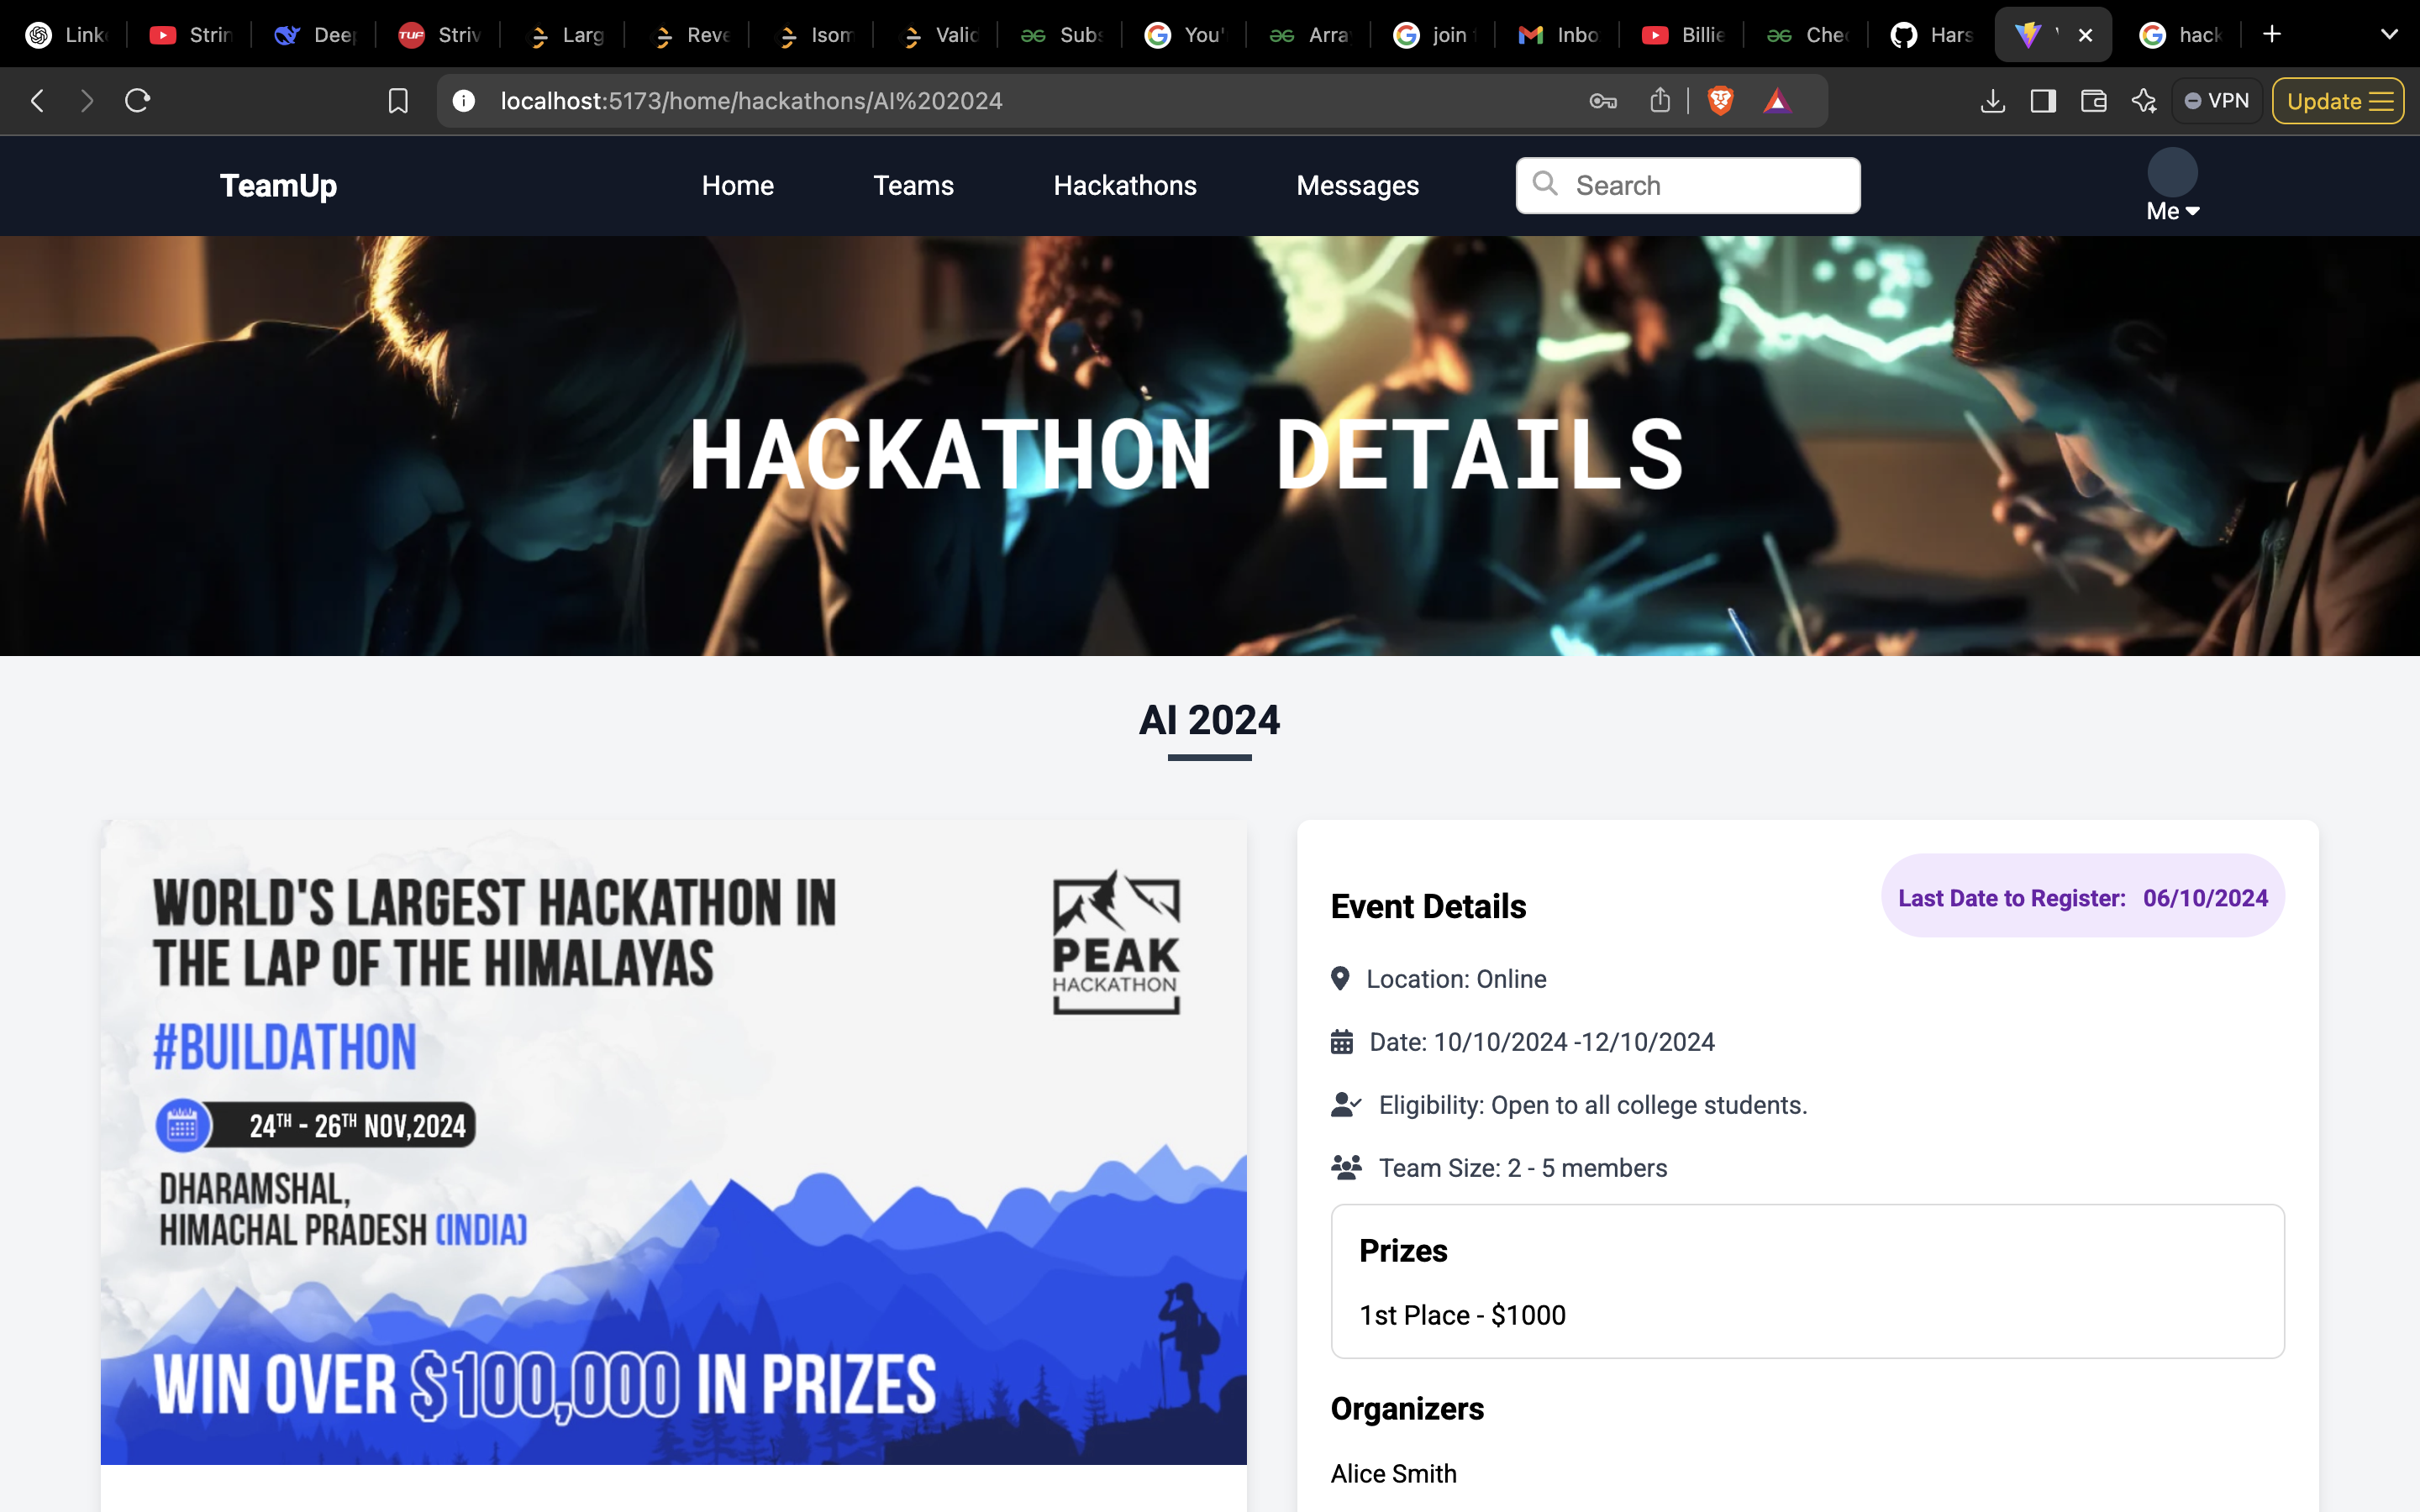 Link
Strin
Deep
TUF Striv
Larg
Reve
Isom
Valic
Subs
You'
Arra
join
Inbo
Billie
Chec
Hars
hack
localhost:5173/home/hackathons/AI%202024
VPN
Update
TeamUp
Home
Teams
Hackathons
Messages
Search
Me
HACKATHON DETAILS
AI 2024
WORLD'S LARGEST HACKATHON IN
THE LAP OF THE HIMALAYAS
PEAK
HACKATHON
#BUILDATHON
24TH - 26TH NOV,2024
DHARAMSHAL,
HIMACHAL PRADESH (INDIA)
WIN OVER $100,000 IN PRIZES
Event Details
Last Date to Register: 06/10/2024
Location: Online
Date: 10/10/2024 -12/10/2024
Eligibility: Open to all college students.
Team Size: 2 - 5 members
Prizes
1st Place - $1000
Organizers
Alice Smith